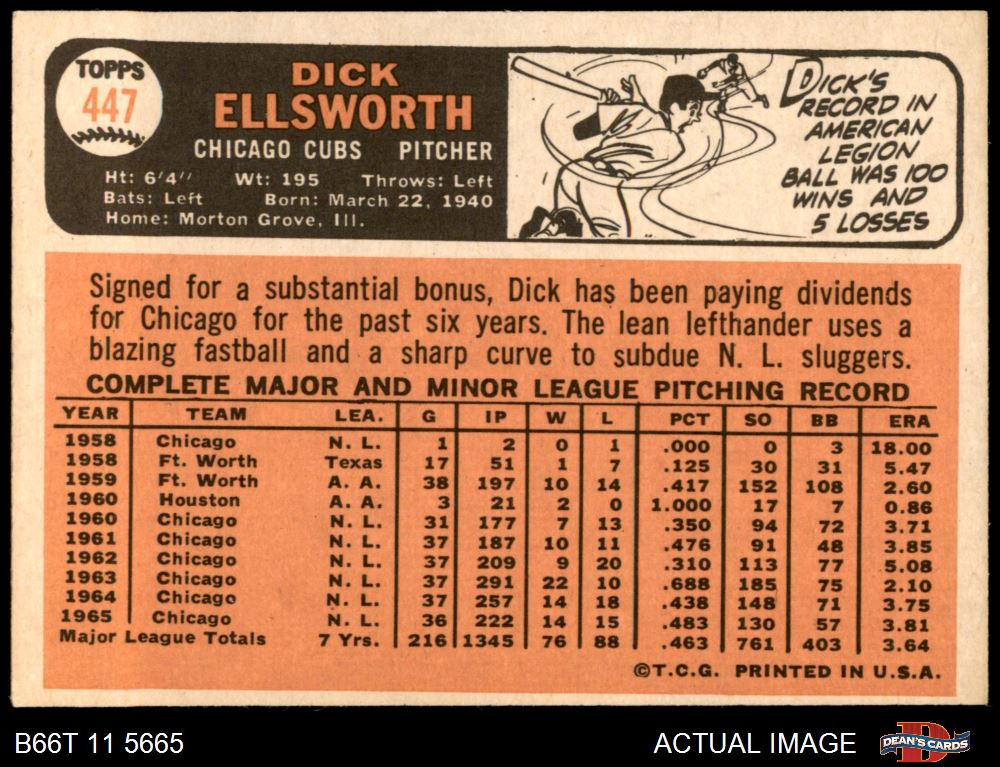 TOPPS
447
DICK
ELLSWORTH
CHICAGO CUBS PITCHER
Ht: 6'4" Wt: 195 Throws: Left
Bats: Left Born: March 22, 1940
Home: Morton Grove, Ill.
DICK'S
RECORD IN
AMERICAN
LEGION
BALL WAS 100
WINS AND
5 LOSSES
Signed for a substantial bonus, Dick has been paying dividends
for Chicago for the past six years. The lean lefthander uses a
blazing fastball and a sharp curve to subdue N. L. sluggers.
COMPLETE MAJOR AND MINOR LEAGUE PITCHING RECORD
YEAR TEAM LEA. G IP W L PCT SO BB ERA
1958 Chicago N. L. 1 2 0 1 .000 0 3 18.00
1958 Ft. Worth Texas 17 51 1 7 .125 30 31 5.47
1959 Ft. Worth A. A. 38 197 10 14 .417 152 108 2.60
1960 Houston A. A. 3 21 2 0 1.000 17 7 0.86
1960 Chicago N. L. 31 177 7 13 .350 94 72 3.71
1961 Chicago N. L. 37 187 10 11 .476 91 48 3.85
1962 Chicago N. L. 37 209 9 20 .310 113 77 5.08
1963 Chicago N. L. 37 291 22 10 .688 185 75 2.10
1964 Chicago N. L. 37 257 14 18 .438 148 71 3.75
1965 Chicago N. L. 36 222 14 15 .483 130 57 3.81
Major League Totals 7 Yrs. 216 1345 76 88 .463 761 403 3.64
©T.C.G. PRINTED IN U.S.A.
B66T 11 5665 ACTUAL IMAGE
D
DEAN'S CARDS